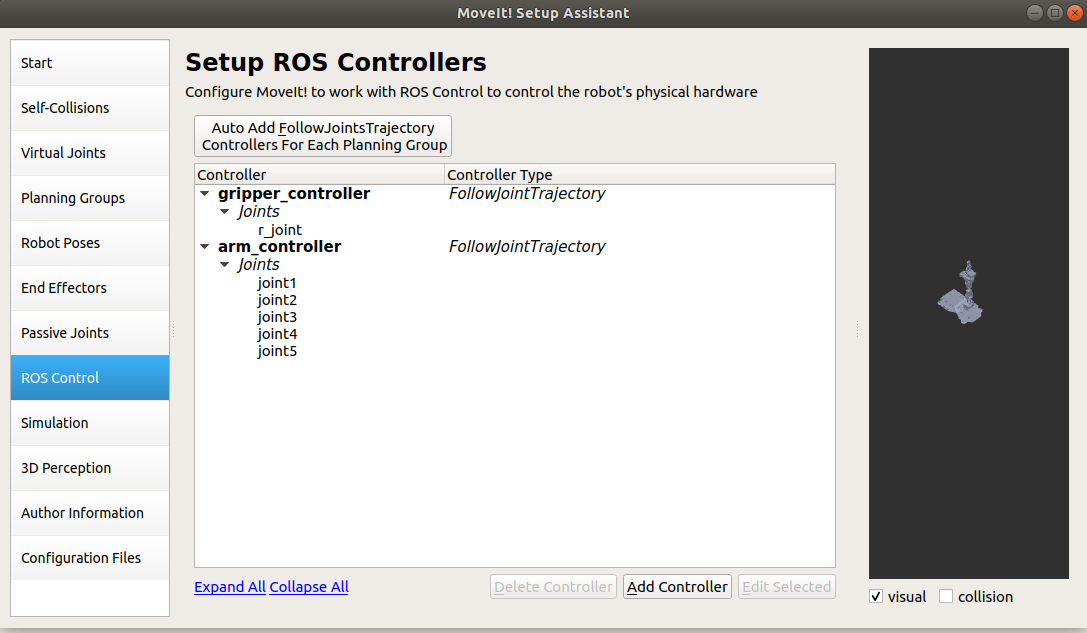 MoveIt! Setup Assistant
Start
Self-Collisions
Virtual Joints
Planning Groups
Robot Poses
End Effectors
Passive Joints
ROS Control
Simulation
3D Perception
Author Information
Configuration Files
Setup ROS Controllers
Configure MoveIt! to work with ROS Control to control the robot's physical hardware
Auto Add FollowJointsTrajectory
Controllers For Each Planning Group
Controller Controller Type
gripper_controller FollowJointTrajectory
Joints
r_joint
arm_controller FollowJointTrajectory
Joints
joint1
joint2
joint3
joint4
joint5
Expand All Collapse All Delete Controller Add Controller Edit Selected
visual collision